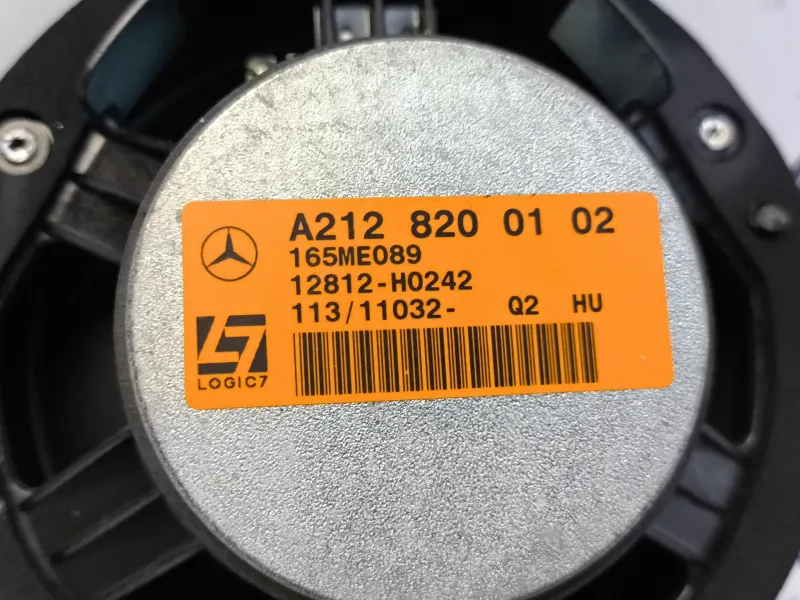 A212 820 01 02
165ME089
12812-H0242
113/11032- Q2 HU
LOGIC7